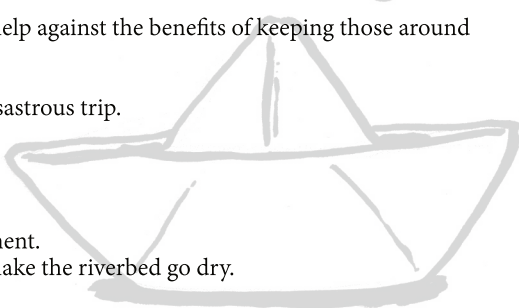 elp against the benefits of keeping those around
sastrous trip.
nent.
nake the riverbed go dry.